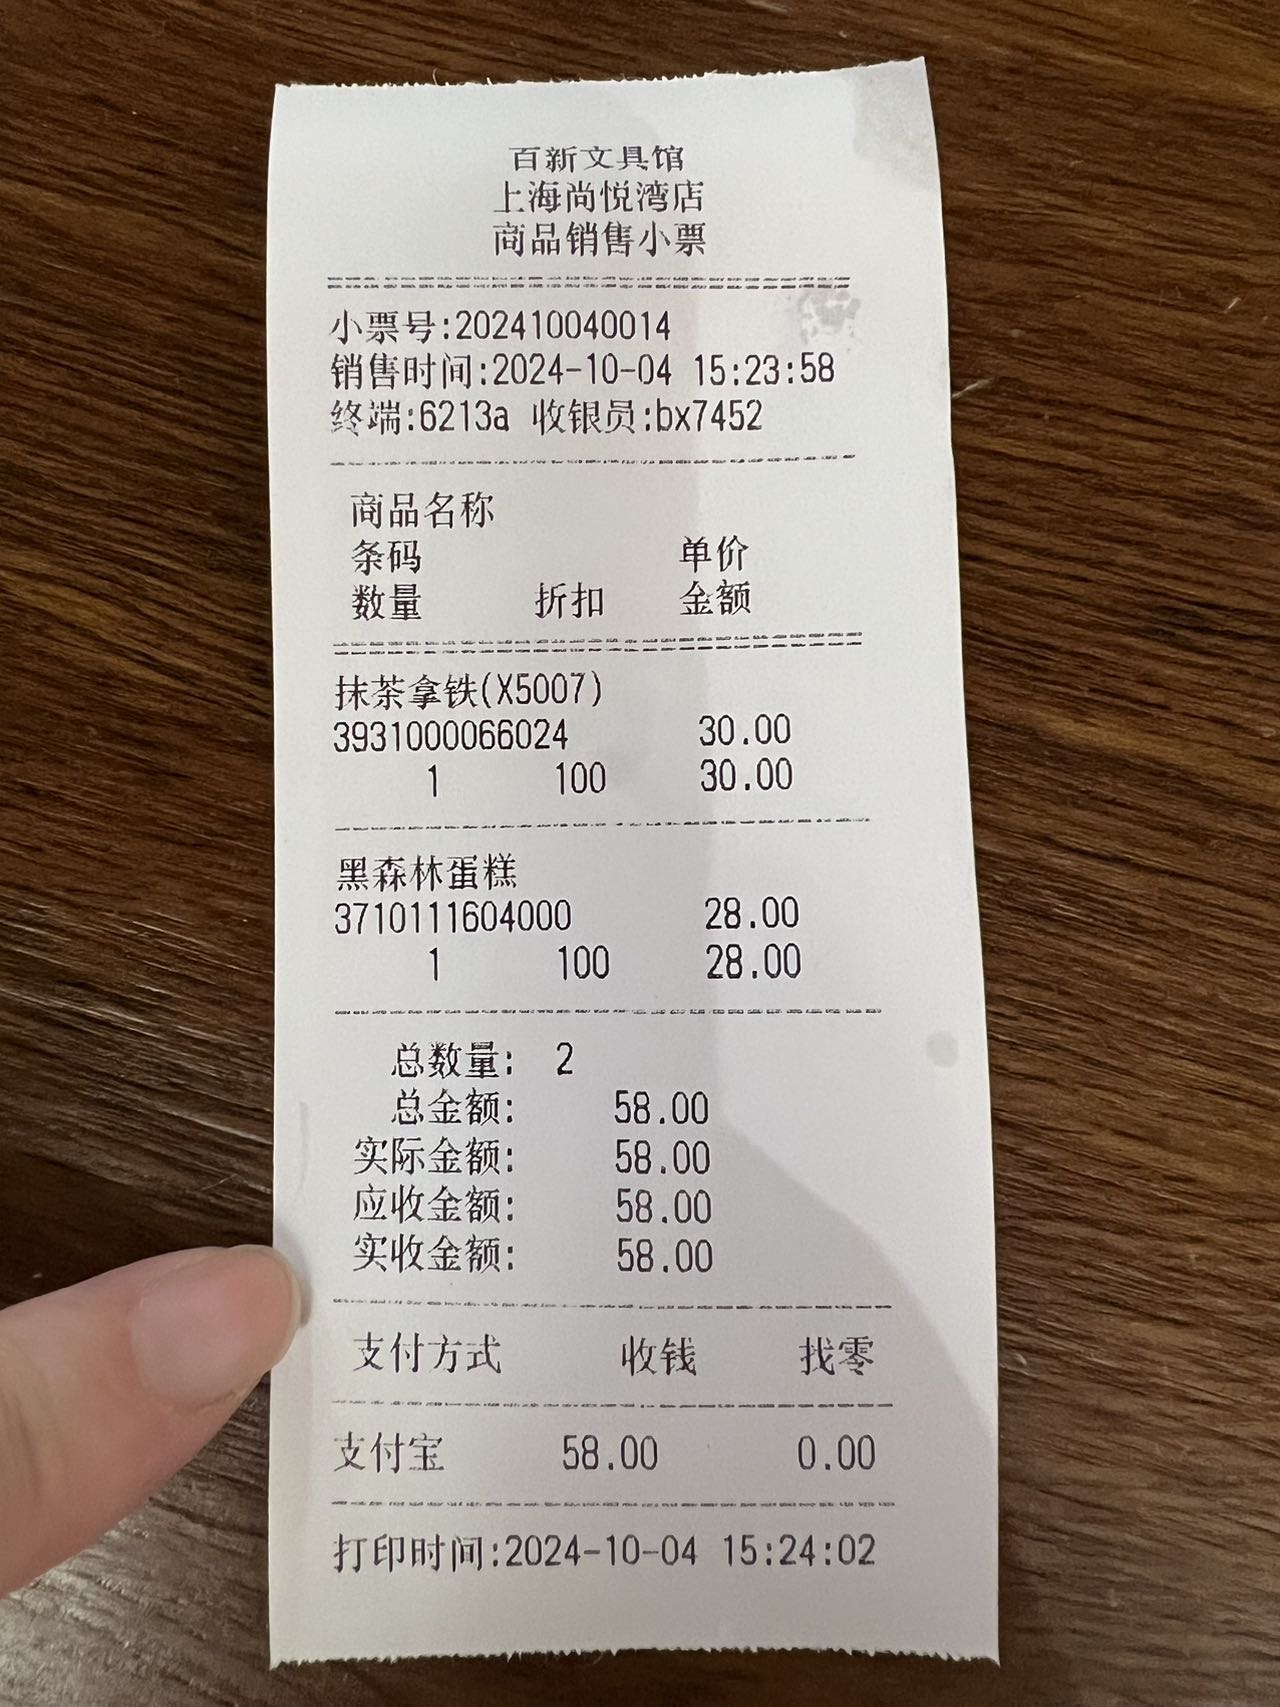 百新文具馆
上海尚悦湾店
商品销售小票
小票号:202410040014
销售时间:2024-10-04 15:23:58
终端:6213a 收银员:bx7452
商品名称
条码 单价
数量 折扣 金额
抹茶拿铁(X5007)
3931000066024 30.00
1 100 30.00
黑森林蛋糕
3710111604000 28.00
1 100 28.00
总数量: 2
总金额: 58.00
实际金额: 58.00
应收金额: 58.00
实收金额: 58.00
支付方式 收钱 找零
支付宝 58.00 0.00
打印时间:2024-10-04 15:24:02